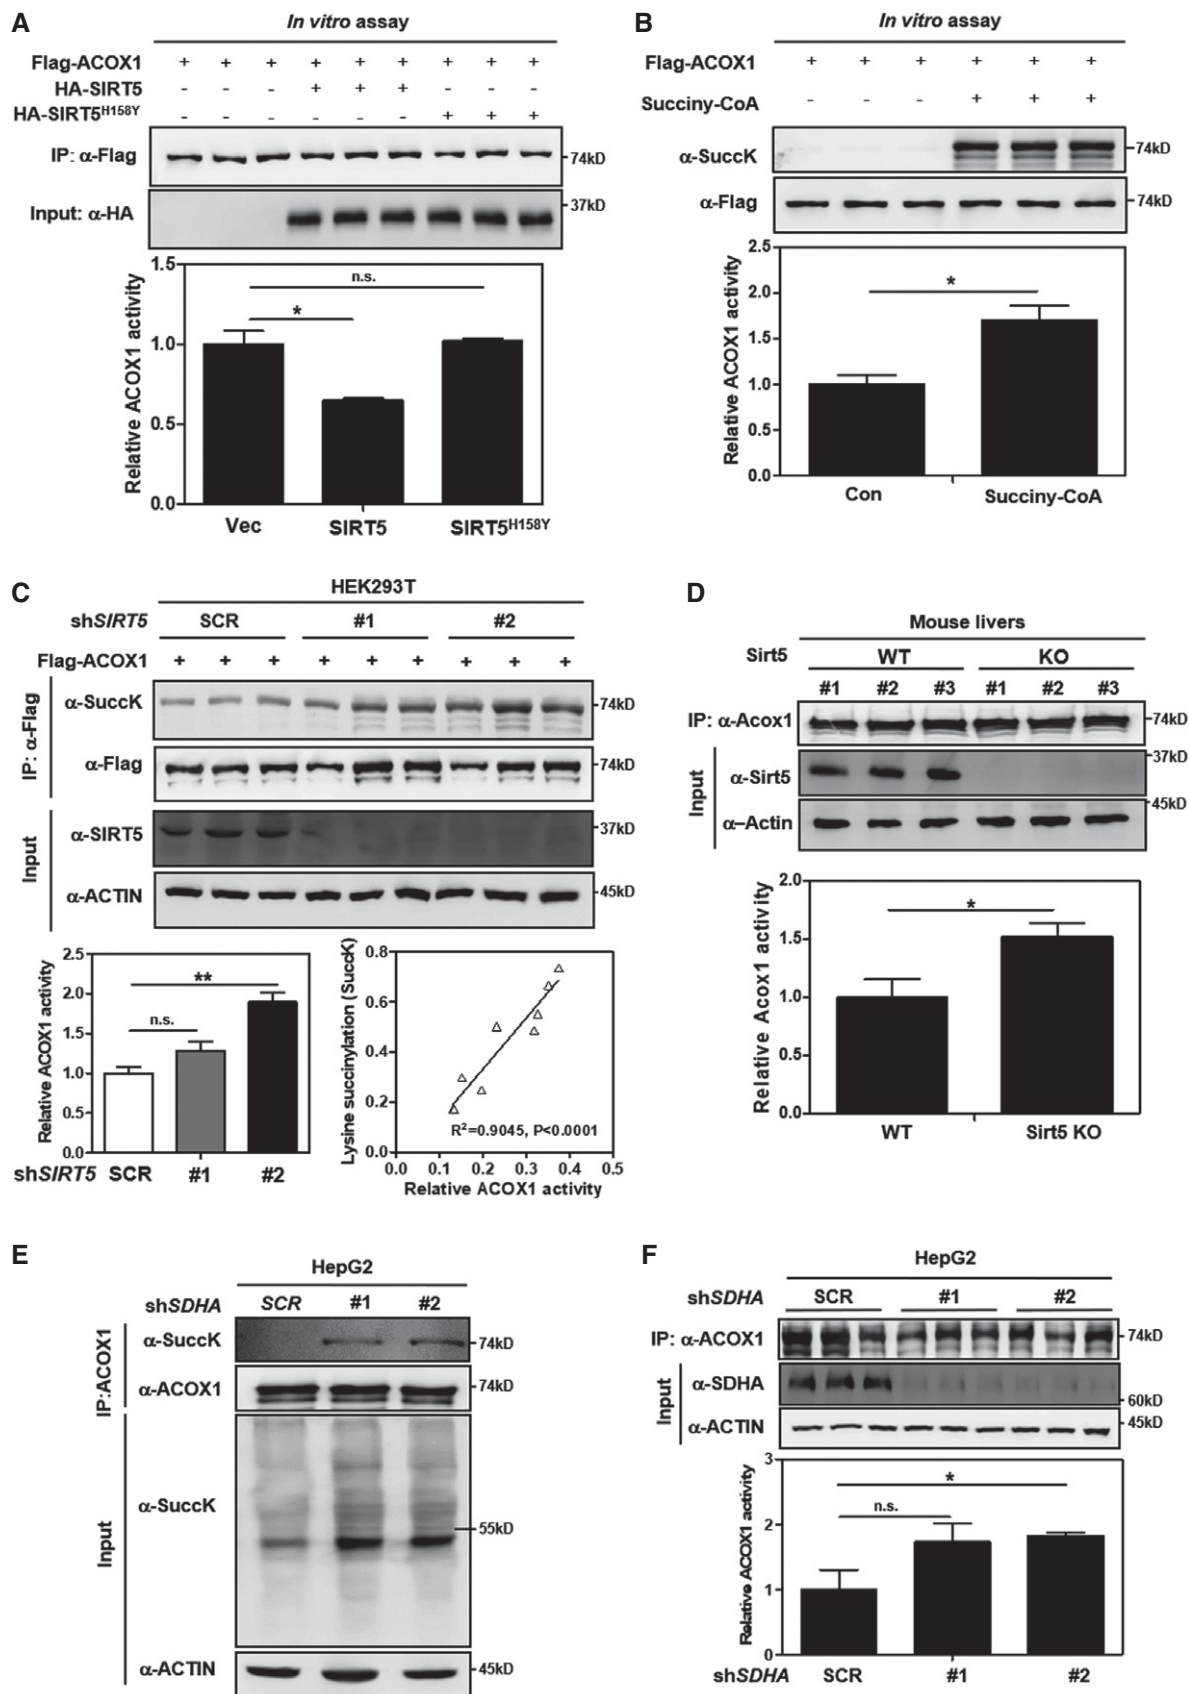 A
In vitro assay
Flag-ACOX1 + + + + + + + + +
HA-SIRT5 - - - + + + - - -
HA-SIRT5H158Y - - - - - - + + +
IP: α-Flag
74kD
Input: α-HA
37kD
Relative ACOX1 activity
1.5
1.0
0.5
0.0
n.s.
*
Vec SIRT5 SIRT5H158Y
B
In vitro assay
Flag-ACOX1 + + + + + +
Succiny-CoA - - - + + +
α-SuccK
74kD
α-Flag
74kD
Relative ACOX1 activity
2.5
2.0
1.5
1.0
0.5
0.0
*
Con Succiny-CoA
C
HEK293T
shSIRT5 SCR #1 #2
Flag-ACOX1 + + + + + + + + +
IP: α-Flag
α-SuccK
74kD
α-Flag
74kD
Input
α-SIRT5
37kD
α-ACTIN
45kD
Relative ACOX1 activity
2.5
2.0
1.5
1.0
0.5
0.0
**
n.s.
shSIRT5 SCR #1 #2
Lysine succinylation (SuccK)
0.8
0.6
0.4
0.2
0.0
R2=0.9045, P<0.0001
0.0 0.1 0.2 0.3 0.4 0.5
Relative ACOX1 activity
D
Mouse livers
Sirt5 WT KO
#1 #2 #3 #1 #2 #3
IP: α-Acox1
74kD
Input
α-Sirt5
37kD
α–Actin
45kD
Relative Acox1 activity
2.0
1.5
1.0
0.5
0.0
*
WT Sirt5 KO
E
HepG2
shSDHA SCR #1 #2
IP:ACOX1
α-SuccK
74kD
α-ACOX1
74kD
Input
α-SuccK
55kD
α-ACTIN
45kD
F
HepG2
shSDHA SCR #1 #2
IP: α-ACOX1
74kD
Input
α-SDHA
60kD
α-ACTIN
45kD
Relative ACOX1 activity
3
2
1
0
*
n.s.
shSDHA SCR #1 #2